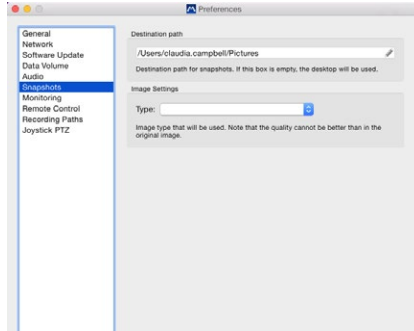 Preferences
General
Network
Software Update
Data Volume
Audio
Snapshots
Monitoring
Remote Control
Recording Paths
Joystick PTZ
Destination path
/Users/claudia.campbell/Pictures
Destination path for snapshots. If this box is empty, the desktop will be used.
Image Settings
Type:
Image type that will be used. Note that the quality cannot be better than in the
original image.